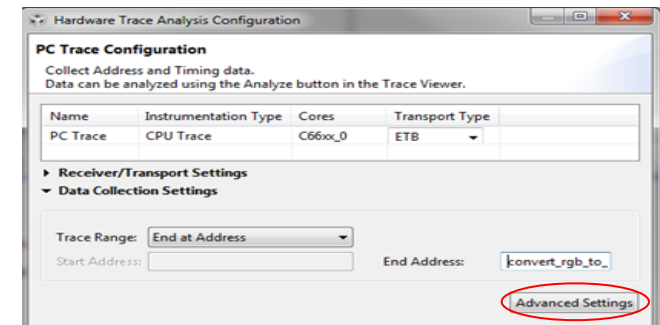 Hardware Trace Analysis Configuration
PC Trace Configuration
Collect Address and Timing data.
Data can be analyzed using the Analyze button in the Trace Viewer.
Name Instrumentation Type Cores Transport Type
PC Trace CPU Trace C66xx_0 ETB
Receiver/Transport Settings
Data Collection Settings
Trace Range: End at Address
Start Address: End Address: convert_rgb_to_
Advanced Settings